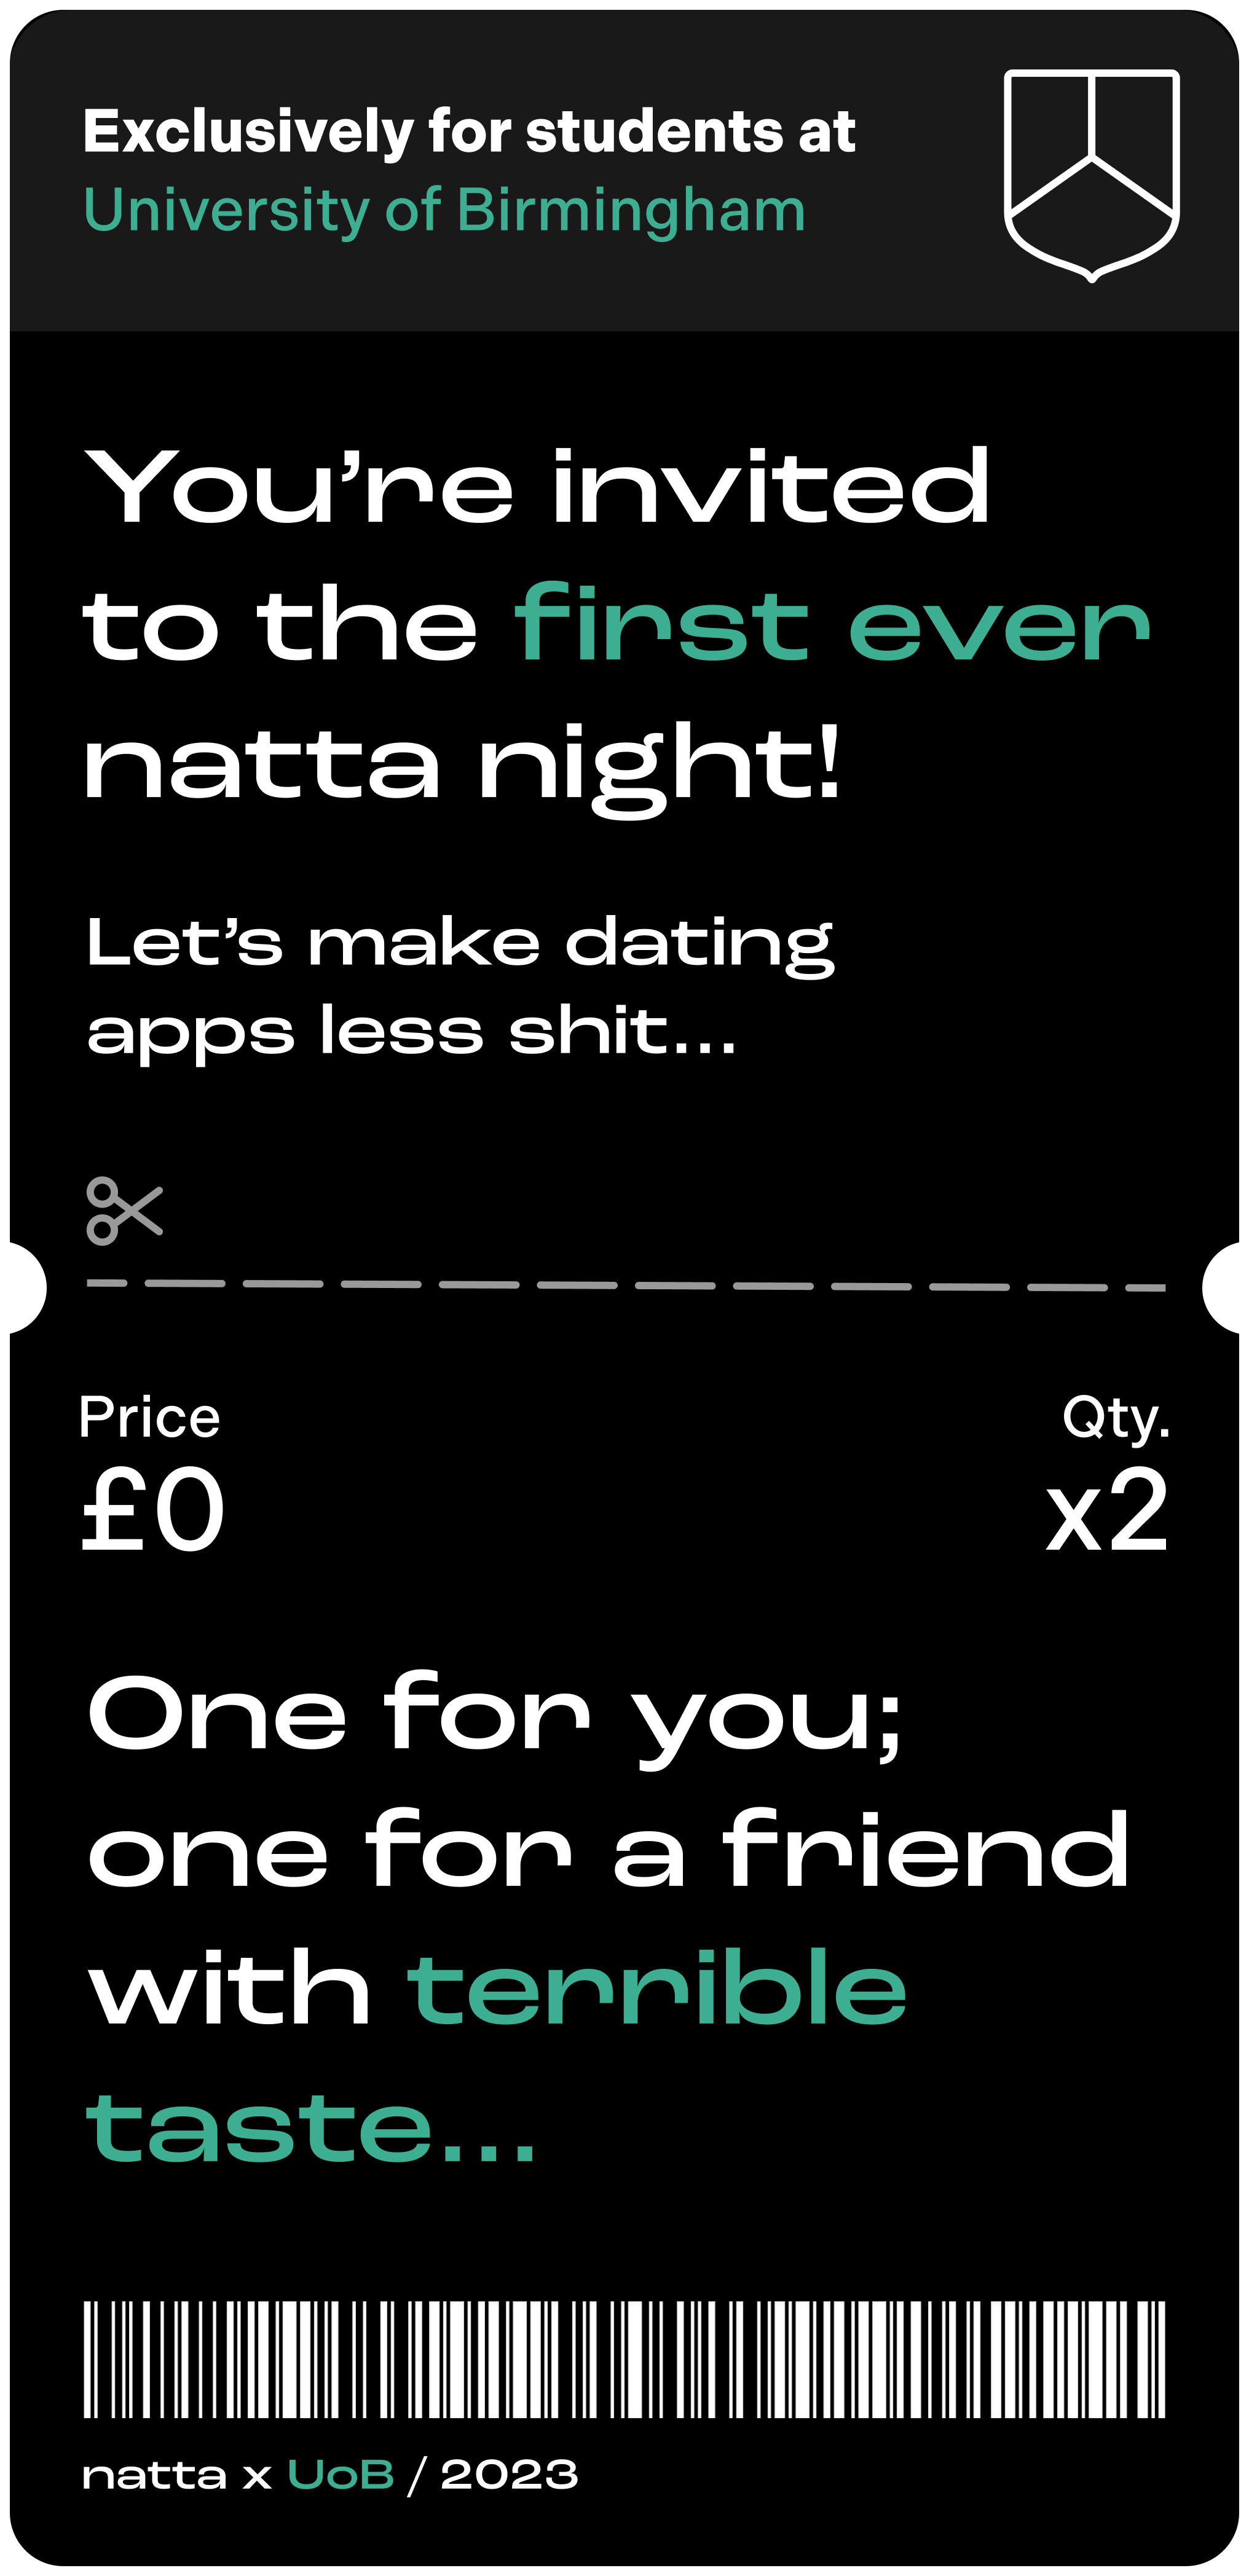 Exclusively for students at
University of Birmingham
You’re invited
to the first ever
natta night!
Let’s make dating
apps less shit...
Price
Qty.
£0
x2
One for you;
one for a friend
with terrible
taste...
natta x UoB / 2023